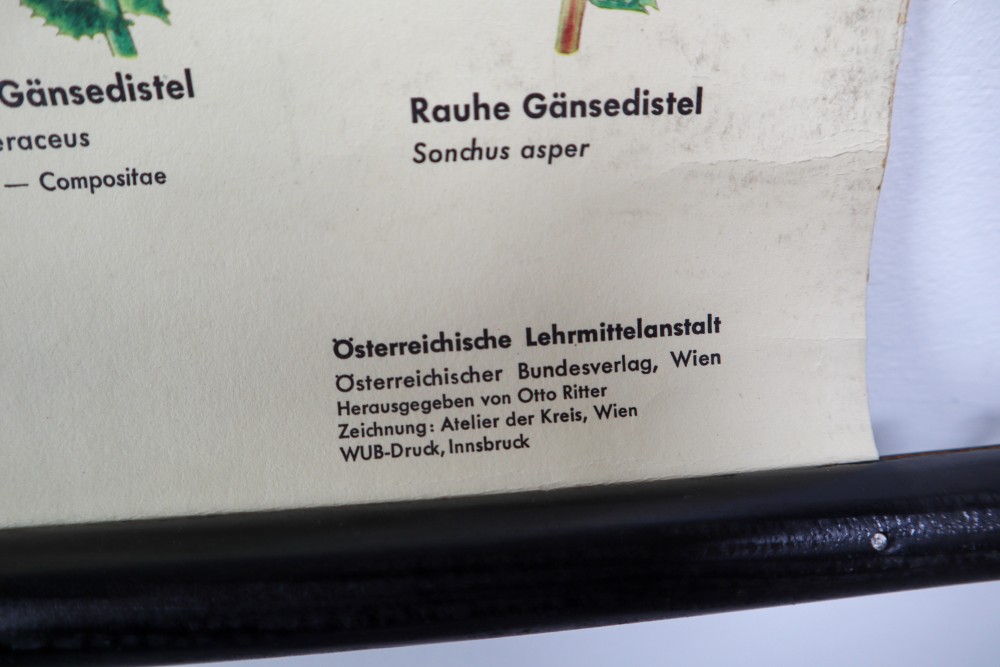 Gänsedistel
eraceus
— Compositae
Rauhe Gänsedistel
Sonchus asper
Österreichische Lehrmittelanstalt
Österreichischer Bundesverlag, Wien
Herausgegeben von Otto Ritter
Zeichnung: Atelier der Kreis, Wien
WUB-Druck, Innsbruck